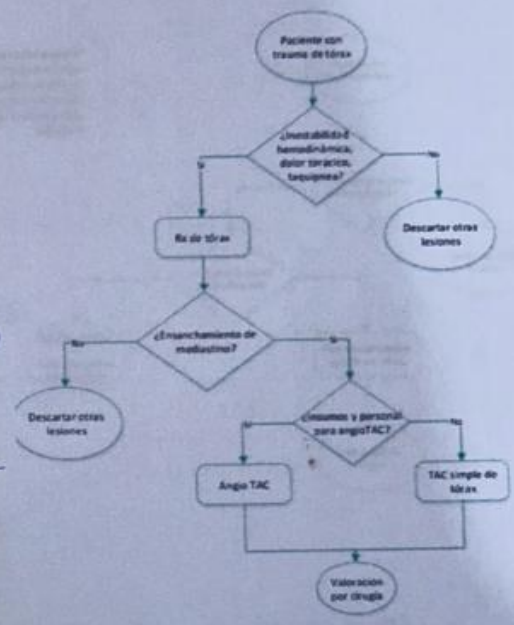 Paciente con
trauma de tórax
¿Inestabilidad
hemodinámica,
dolor torácico,
taquipnea?
Si
No
Rx de tórax
Descartar otras
lesiones
¿Ensanchamiento de
mediastino?
No
Si
Descartar otras
lesiones
¿Insumos y personal
para angioTAC?
Si
No
Angio TAC
TAC simple de
tórax
Valoración
por cirugía